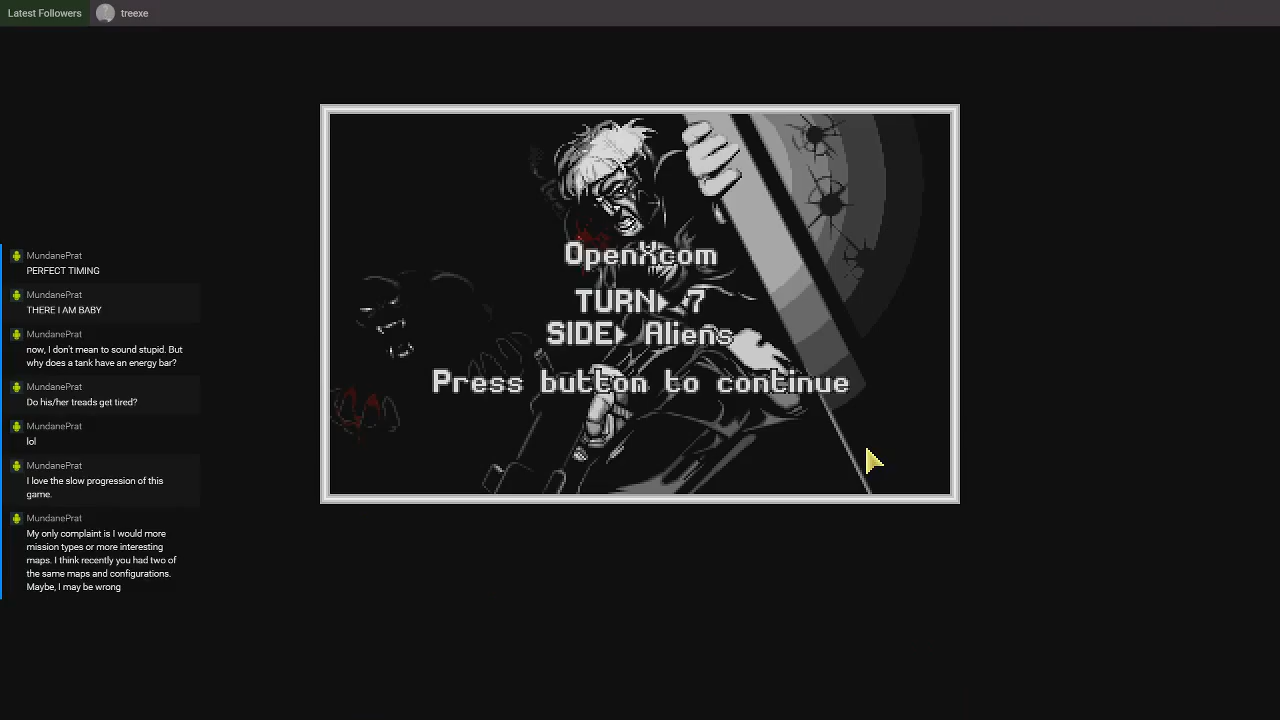 Latest Followers treexe
MundanePrat
PERFECT TIMING
MundanePrat
THERE I AM BABY
MundanePrat
now, I don't mean to sound stupid. But
why does a tank have an energy bar?
MundanePrat
Do his/her treads get tired?
MundanePrat
lol
MundanePrat
I love the slow progression of this
game.
MundanePrat
My only complaint is I would more
mission types or more interesting
maps. I think recently you had two of
the same maps and configurations.
Maybe, I may be wrong
OpenXcom
TURN▸ 7
SIDE▸ Aliens
Press button to continue